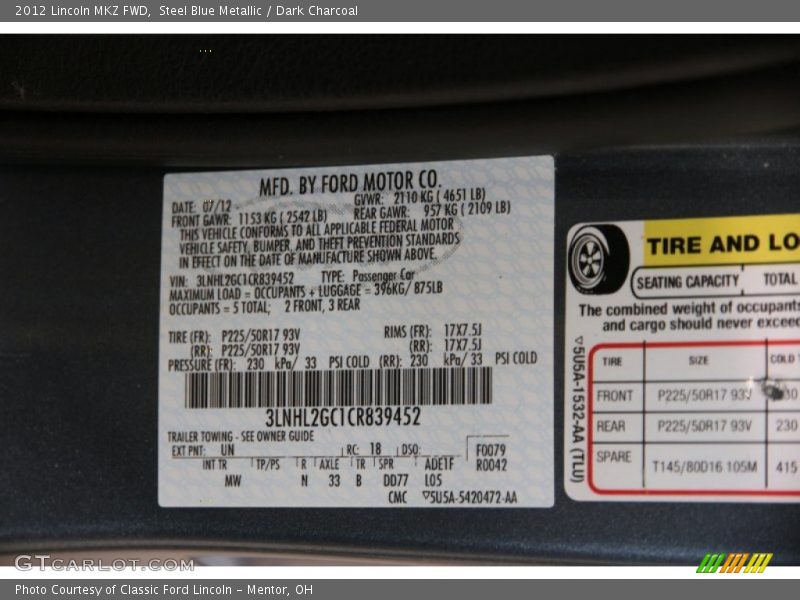 2012 Lincoln MKZ FWD, Steel Blue Metallic / Dark Charcoal
MFD. BY FORD MOTOR CO.
DATE: 07/12 GVWR: 2110 KG ( 4651 LB)
FRONT GAWR: 1153 KG ( 2542 LB) REAR GAWR: 957 KG ( 2109 LB)
THIS VEHICLE CONFORMS TO ALL APPLICABLE FEDERAL MOTOR
VEHICLE SAFETY, BUMPER, AND THEFT PREVENTION STANDARDS
IN EFFECT ON THE DATE OF MANUFACTURE SHOWN ABOVE.
VIN: 3LNHL2GC1CR839452 TYPE: Passenger Car
MAXIMUM LOAD = OCCUPANTS + LUGGAGE = 396KG/ 875LB
OCCUPANTS = 5 TOTAL; 2 FRONT, 3 REAR
TIRE (FR): P225/50R17 93V RIMS (FR): 17X7.5J
(RR): P225/50R17 93V (RR): 17X7.5J
PRESSURE (FR): 230 kPa/ 33 PSI COLD (RR): 230 kPa/ 33 PSI COLD
3LNHL2GC1CR839452
TRAILER TOWING - SEE OWNER GUIDE
EXT PNT: UN RC: 18 DSO: F0079
INT TR TP/PS R AXLE TR SPR ADE1F R0042
MW N 33 B DD77 L05
CMC ▽5U5A-5420472-AA
TIRE AND LO
SEATING CAPACITY TOTAL
The combined weight of occupants
and cargo should never exceed
TIRE SIZE COLD
FRONT P225/50R17 93V
REAR P225/50R17 93V 230
SPARE T145/80D16 105M 415
▽5U5A-1532-AA (TLU)
GTCarLot.com
Photo Courtesy of Classic Ford Lincoln - Mentor, OH